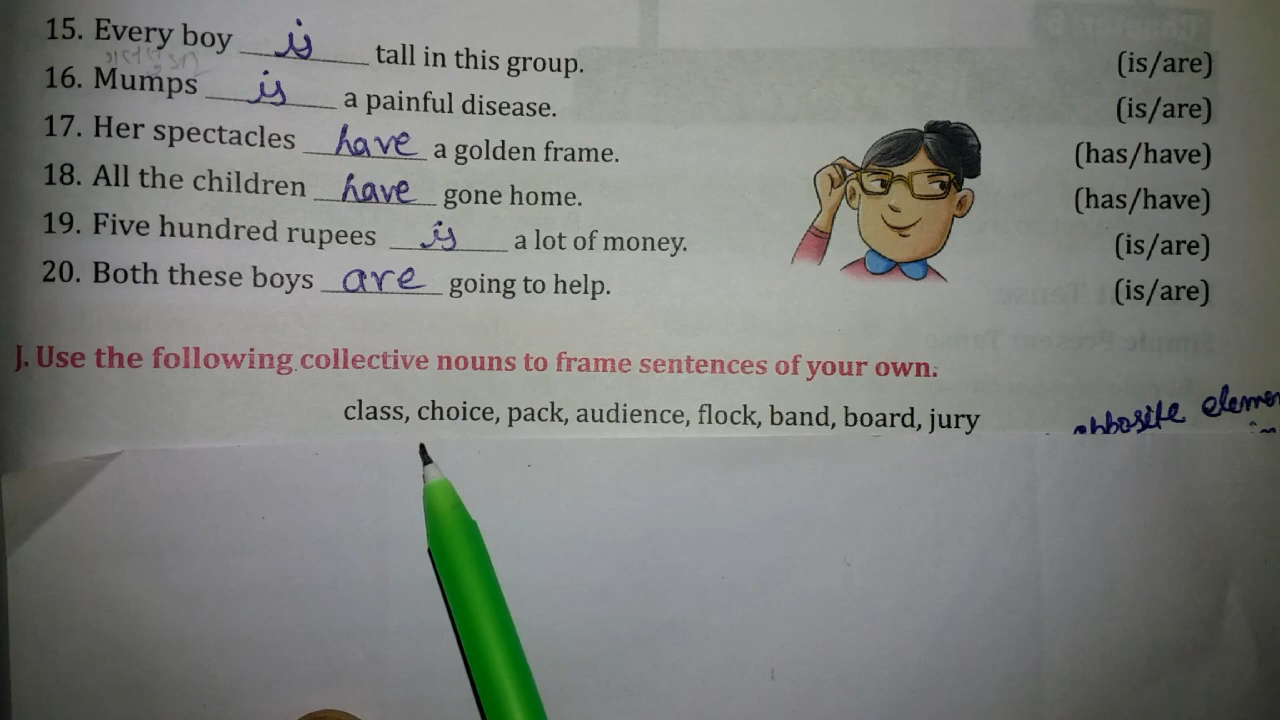 15. Every boy is tall in this group. (is/are)
16. Mumps is a painful disease. (is/are)
17. Her spectacles have a golden frame. (has/have)
18. All the children have gone home. (has/have)
19. Five hundred rupees is a lot of money. (is/are)
20. Both these boys are going to help. (is/are)
J. Use the following collective nouns to frame sentences of your own.
class, choice, pack, audience, flock, band, board, jury
opposite